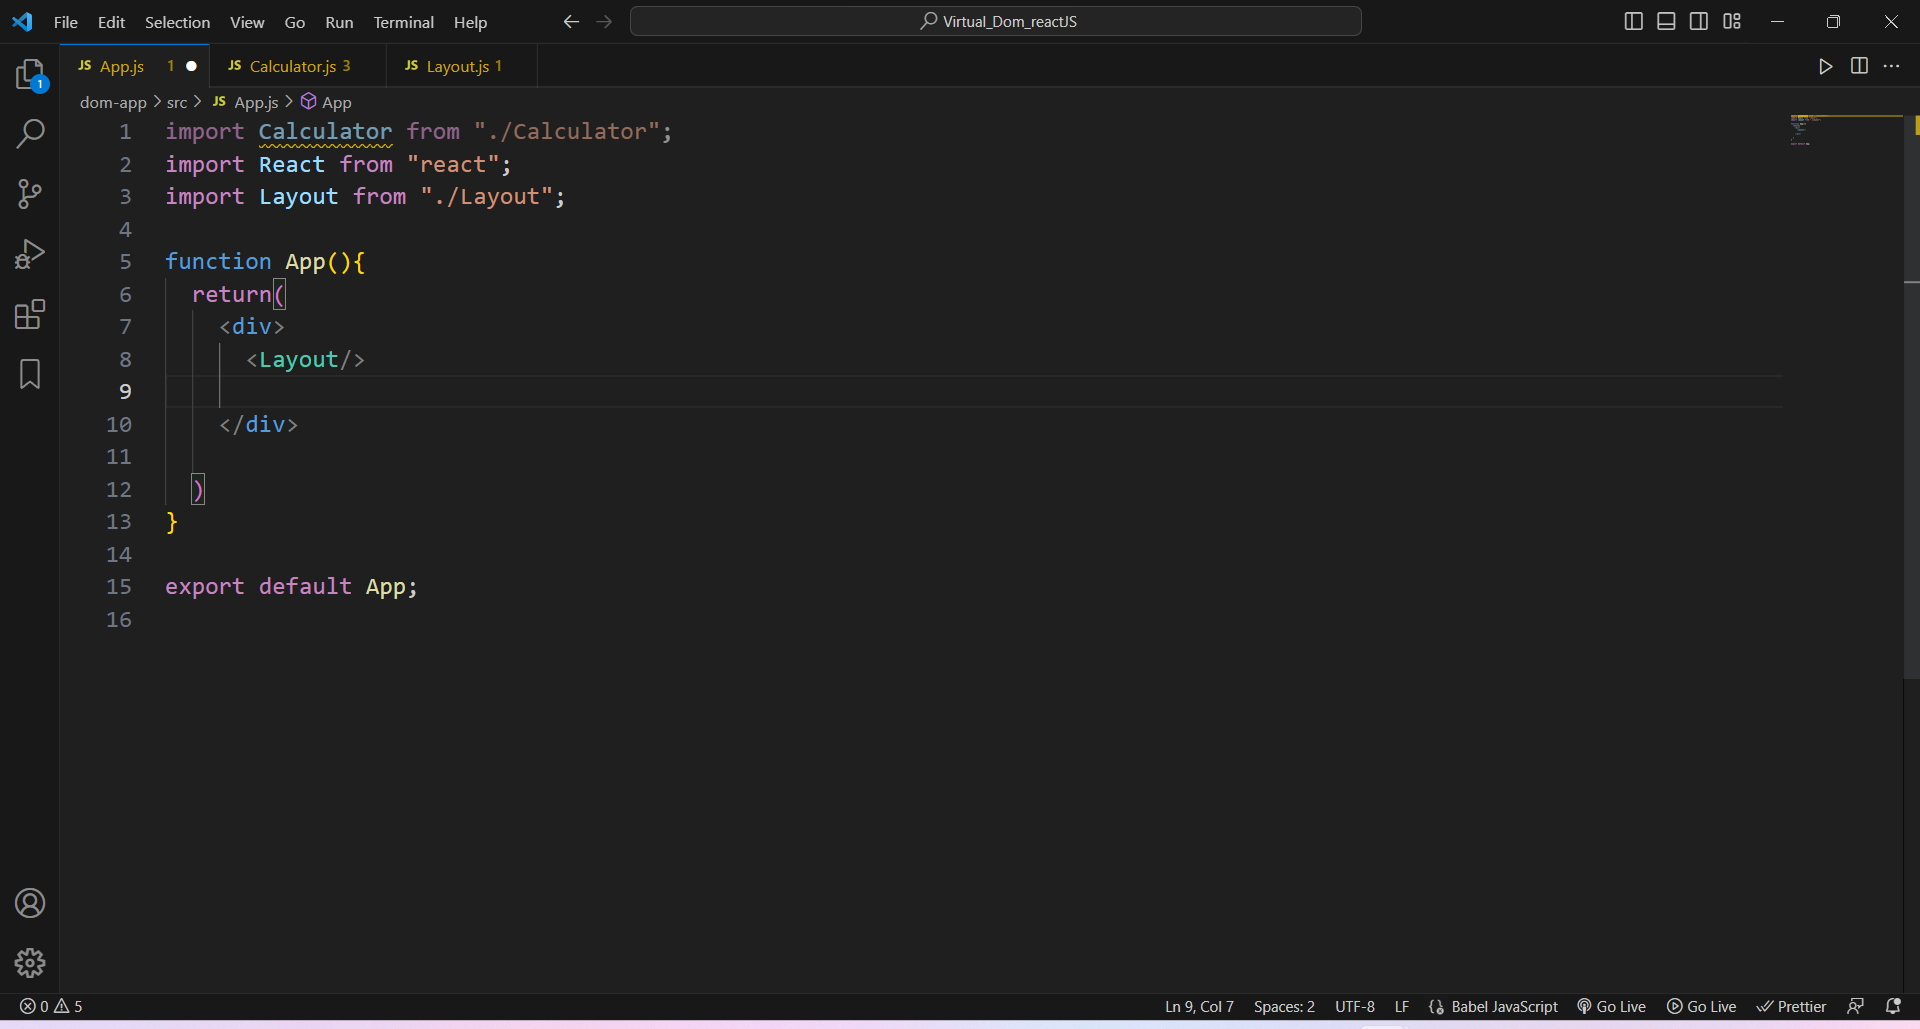 File Edit Selection View Go Run Terminal Help Virtual_Dom_reactJS
1
JS App.js 1 JS Calculator.js 3 JS Layout.js 1
dom-app > src > JS App.js > App
1 import Calculator from "./Calculator";
2 import React from "react";
3 import Layout from "./Layout";
4
5 function App(){
6 return(
7 <div>
8 <Layout/>
9
10 </div>
11
12 )
13 }
14
15 export default App;
16
0 5 Ln 9, Col 7 Spaces: 2 UTF-8 LF {} Babel JavaScript Go Live Go Live Prettier